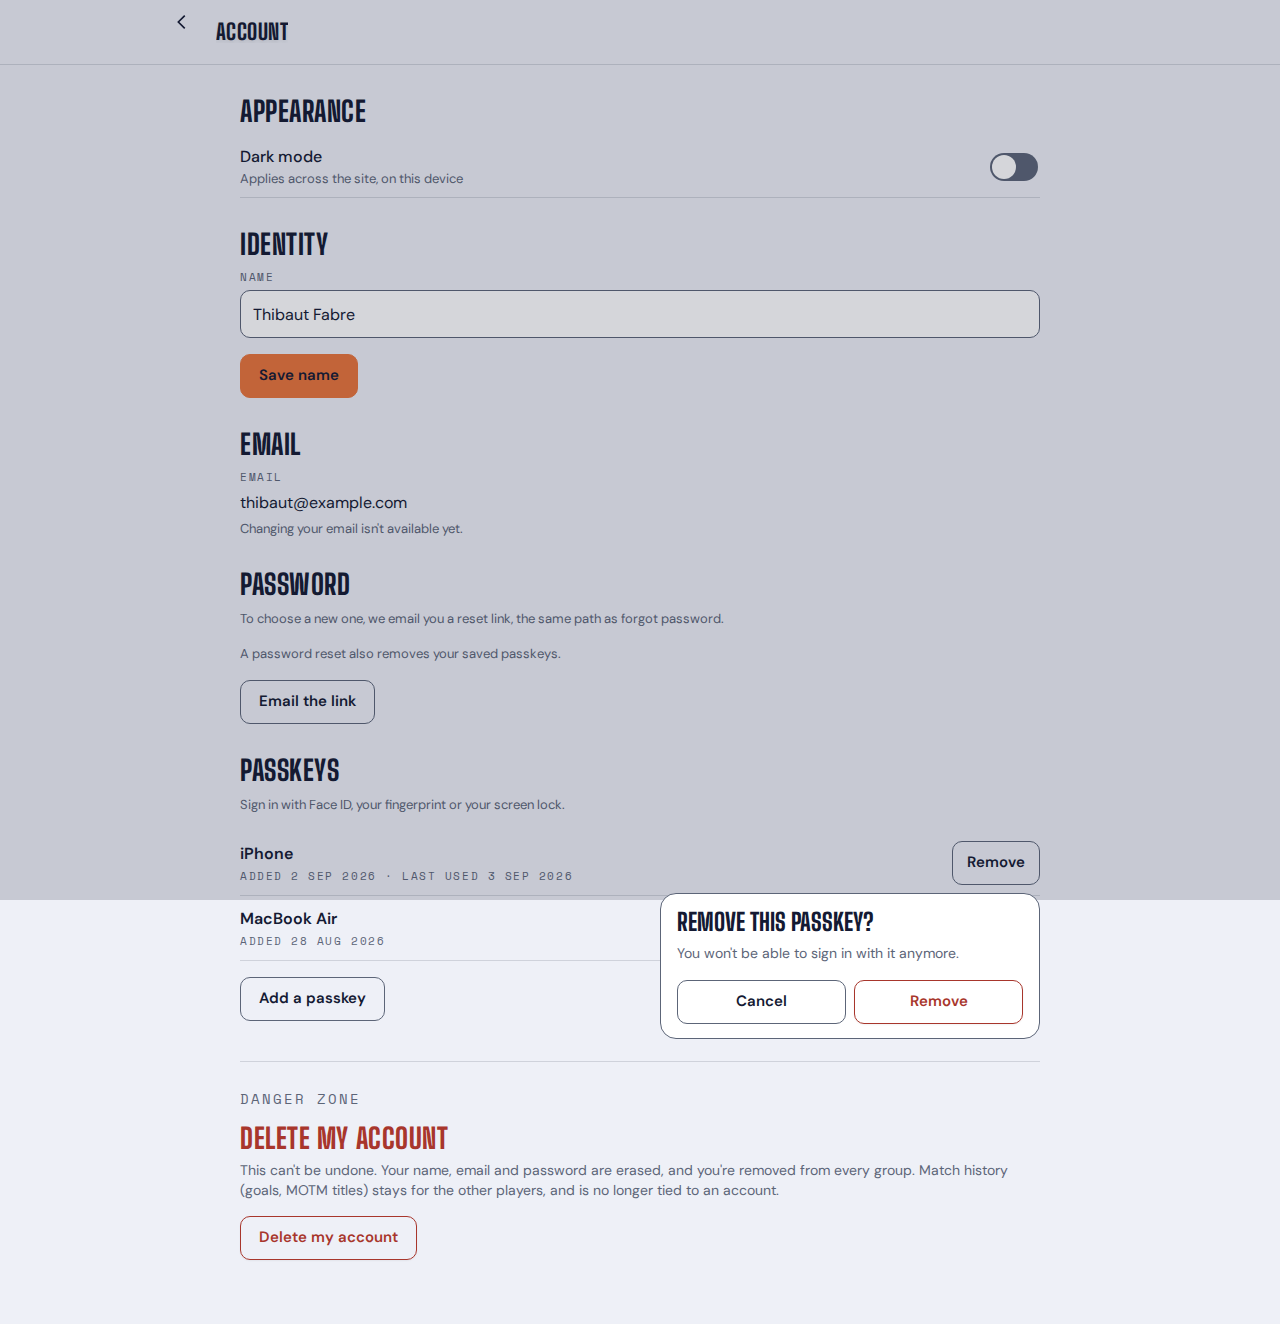 ACCOUNT
APPEARANCE
Dark mode
Applies across the site, on this device
IDENTITY
NAME
Thibaut Fabre
Save name
EMAIL
EMAIL
thibaut@example.com
Changing your email isn't available yet.
PASSWORD
To choose a new one, we email you a reset link, the same path as forgot password.
A password reset also removes your saved passkeys.
Email the link
PASSKEYS
Sign in with Face ID, your fingerprint or your screen lock.
iPhone
ADDED 2 SEP 2026 · LAST USED 3 SEP 2026
Remove
MacBook Air
ADDED 28 AUG 2026
REMOVE THIS PASSKEY?
You won't be able to sign in with it anymore.
Cancel
Remove
Add a passkey
DANGER ZONE
DELETE MY ACCOUNT
This can't be undone. Your name, email and password are erased, and you're removed from every group. Match history
(goals, MOTM titles) stays for the other players, and is no longer tied to an account.
Delete my account